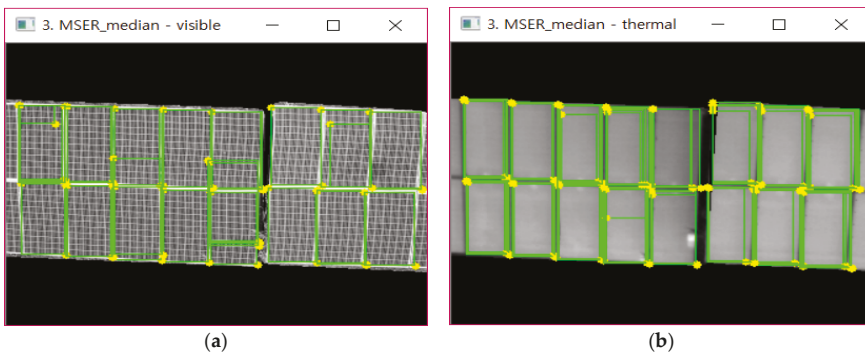 3. MSER_median - visible
3. MSER_median - thermal
(a)
(b)